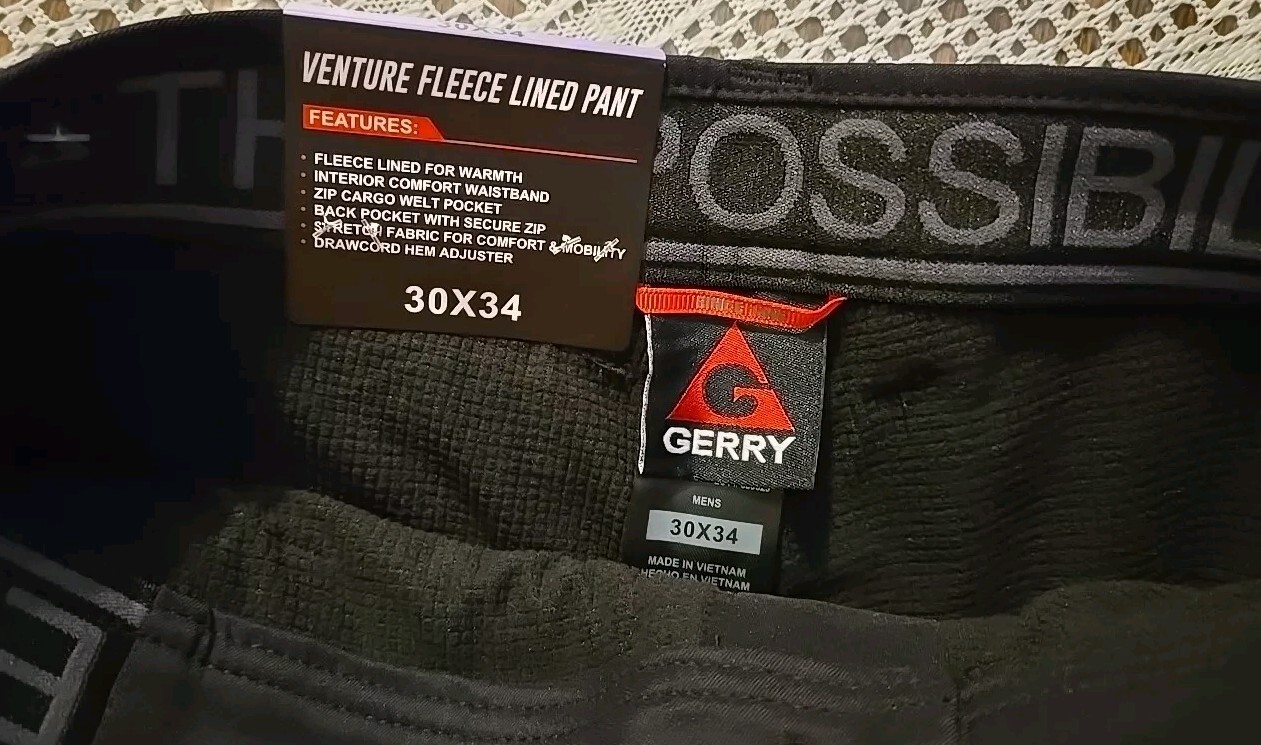 30X34
VENTURE FLEECE LINED PANT
FEATURES:
• FLEECE LINED FOR WARMTH
• INTERIOR COMFORT WAISTBAND
• ZIP CARGO WELT POCKET
• BACK POCKET WITH SECURE ZIP
• STRETCH FABRIC FOR COMFORT & MOBILITY
• DRAWCORD HEM ADJUSTER
30X34
TH
POSSIBIL
G
GERRY
MENS
30X34
MADE IN VIETNAM
HECHO EN VIETNAM